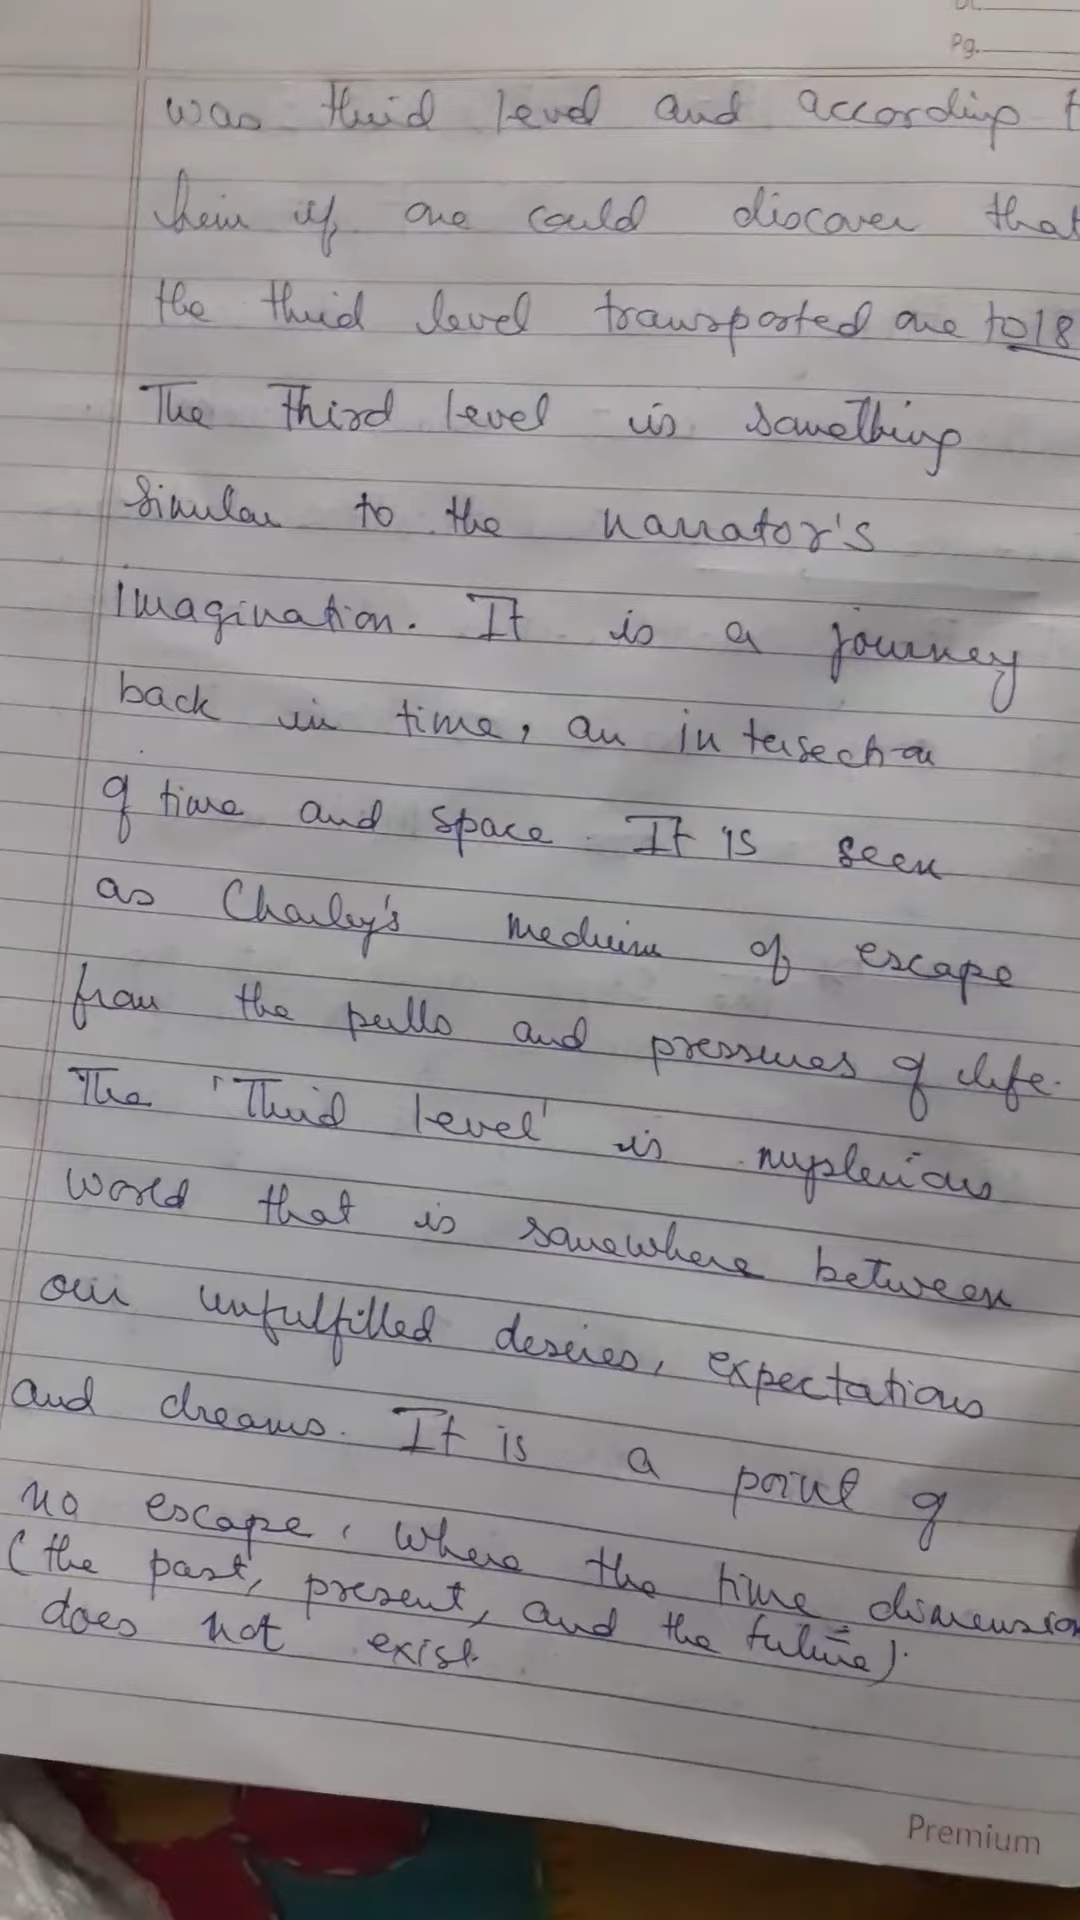 Pg.
was third level and according t
him if one could discover that
the third level transported one to 18
The Third level is something
similar to the narrator's
imagination. It is a journey
back in time, an intersection
of time and space. It is seen
as Charley's medium of escape
from the pulls and pressures of life.
The 'Third level' is mysterious
world that is somewhere between
our unfulfilled desires, expectations
and dreams. It is a point of
no escape, where the time dimension
(the past, present, and the future)
does not exist.
Premium